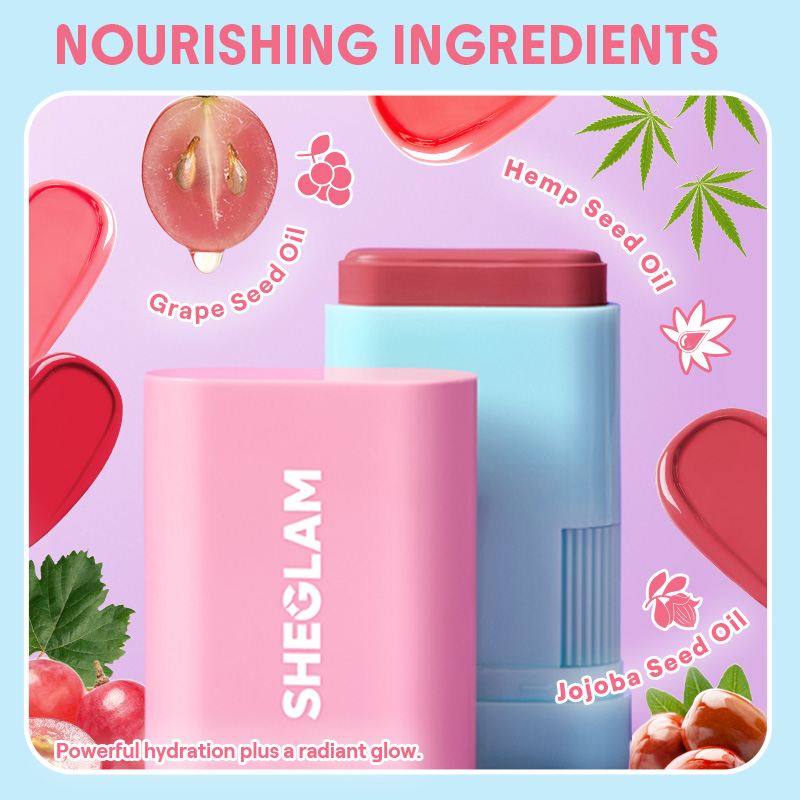 NOURISHING INGREDIENTS
Grape Seed Oil
Hemp Seed Oil
SHEGLAM
Jojoba Seed Oil
Powerful hydration plus a radiant glow.